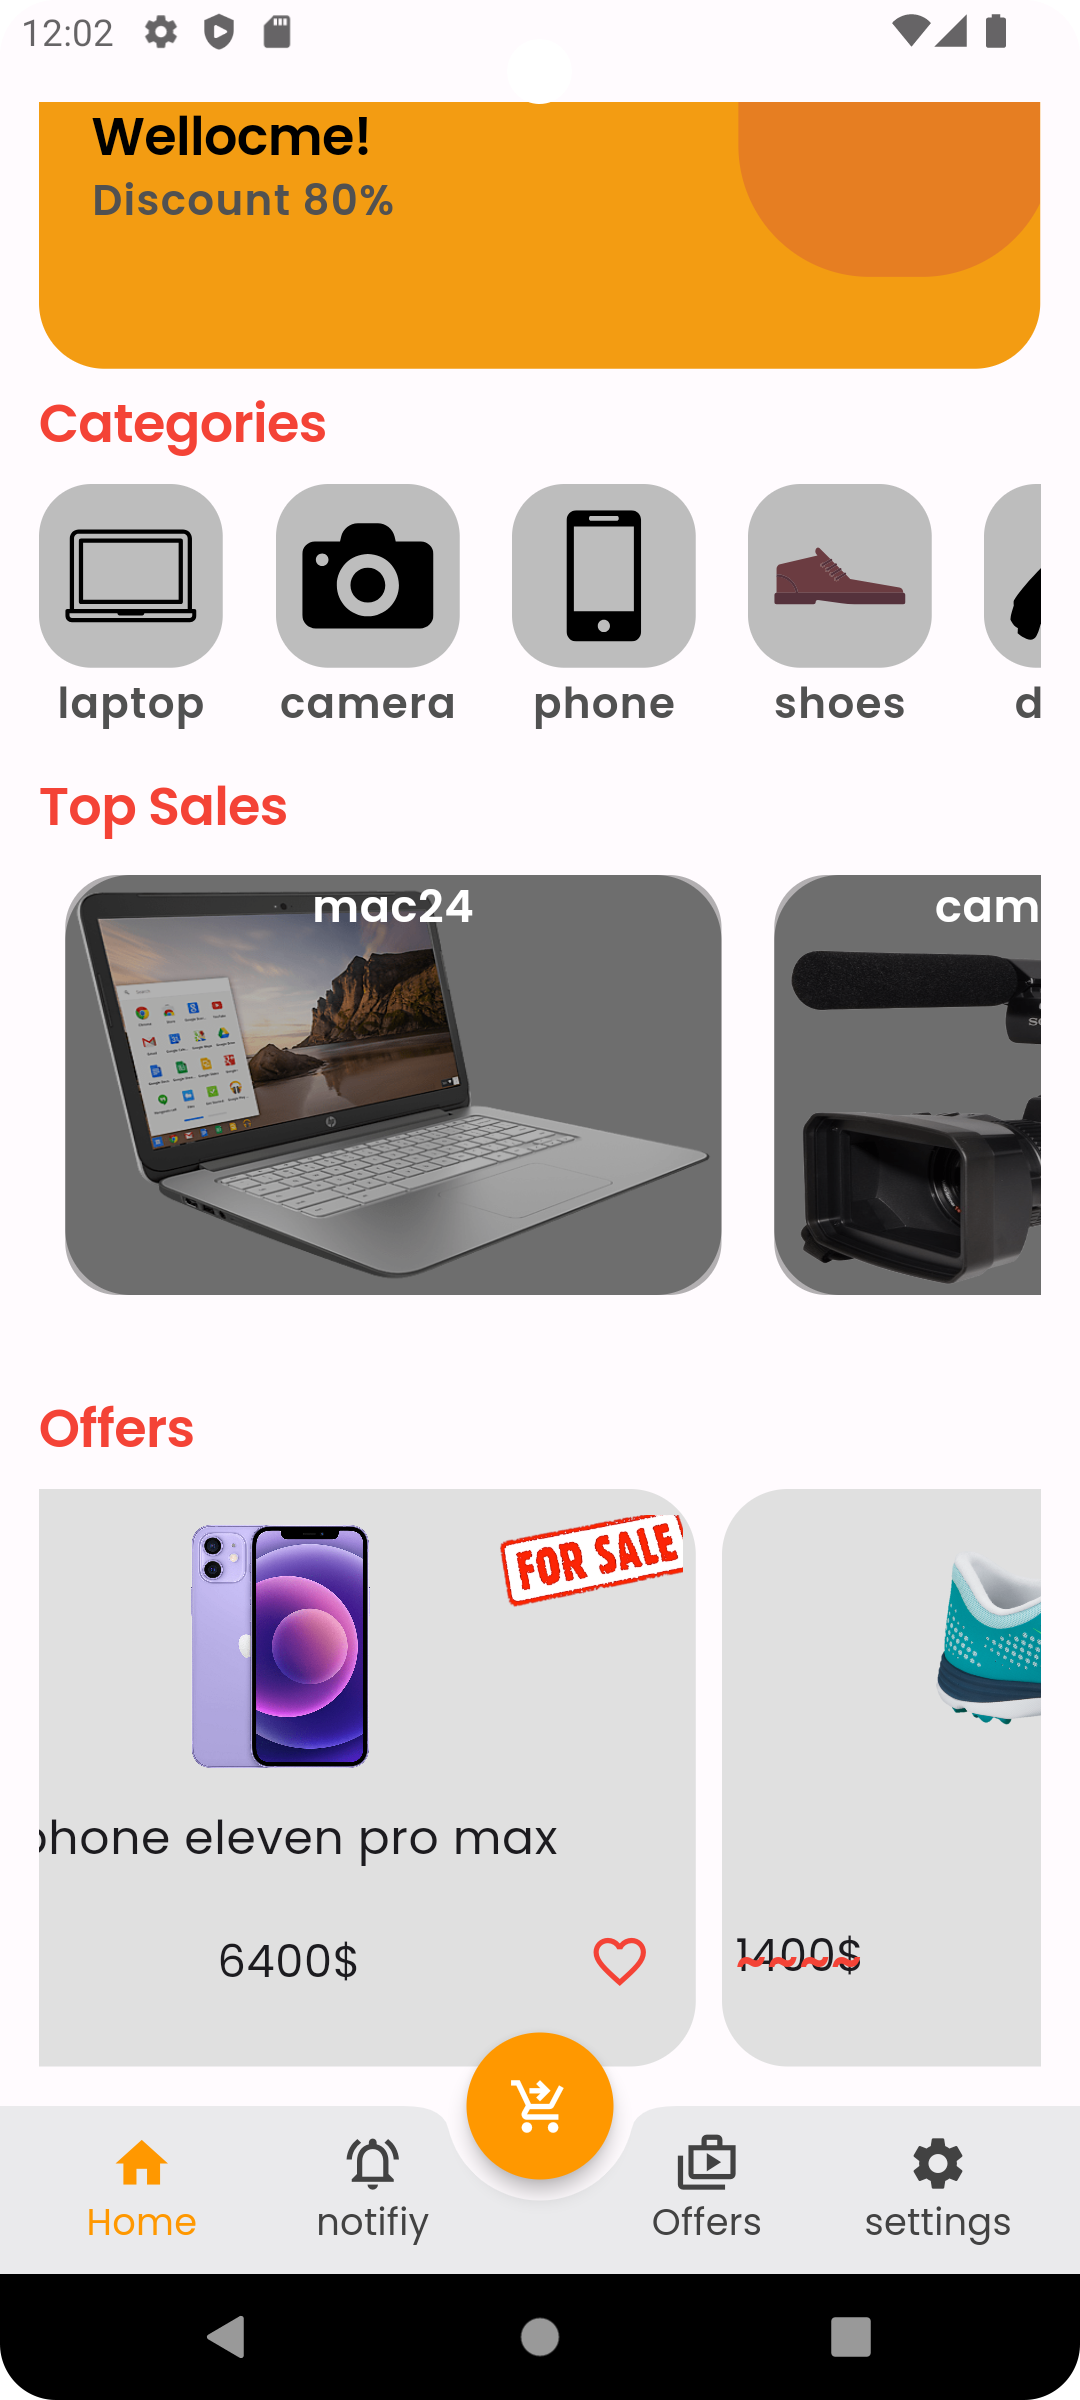 12:02
Wellocme!
Discount 80%
Categories
laptop
camera
phone
shoes
d
Top Sales
mac24
cam
Offers
FOR SALE
phone eleven pro max
6400$
1400$
Home
notifiy
Offers
settings